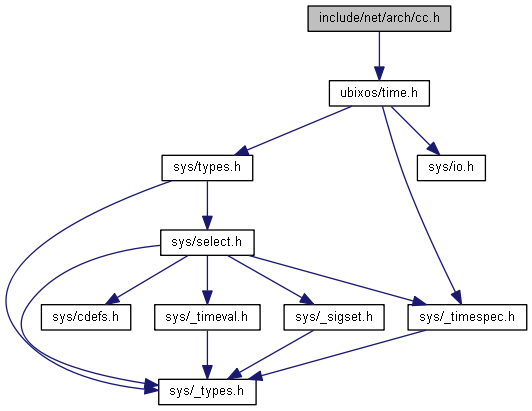 include/net/arch/cc.h
ubixos/time.h
sys/types.h
sys/io.h
sys/select.h
sys/cdefs.h
sys/_timeval.h
sys/_sigset.h
sys/_timespec.h
sys/_types.h